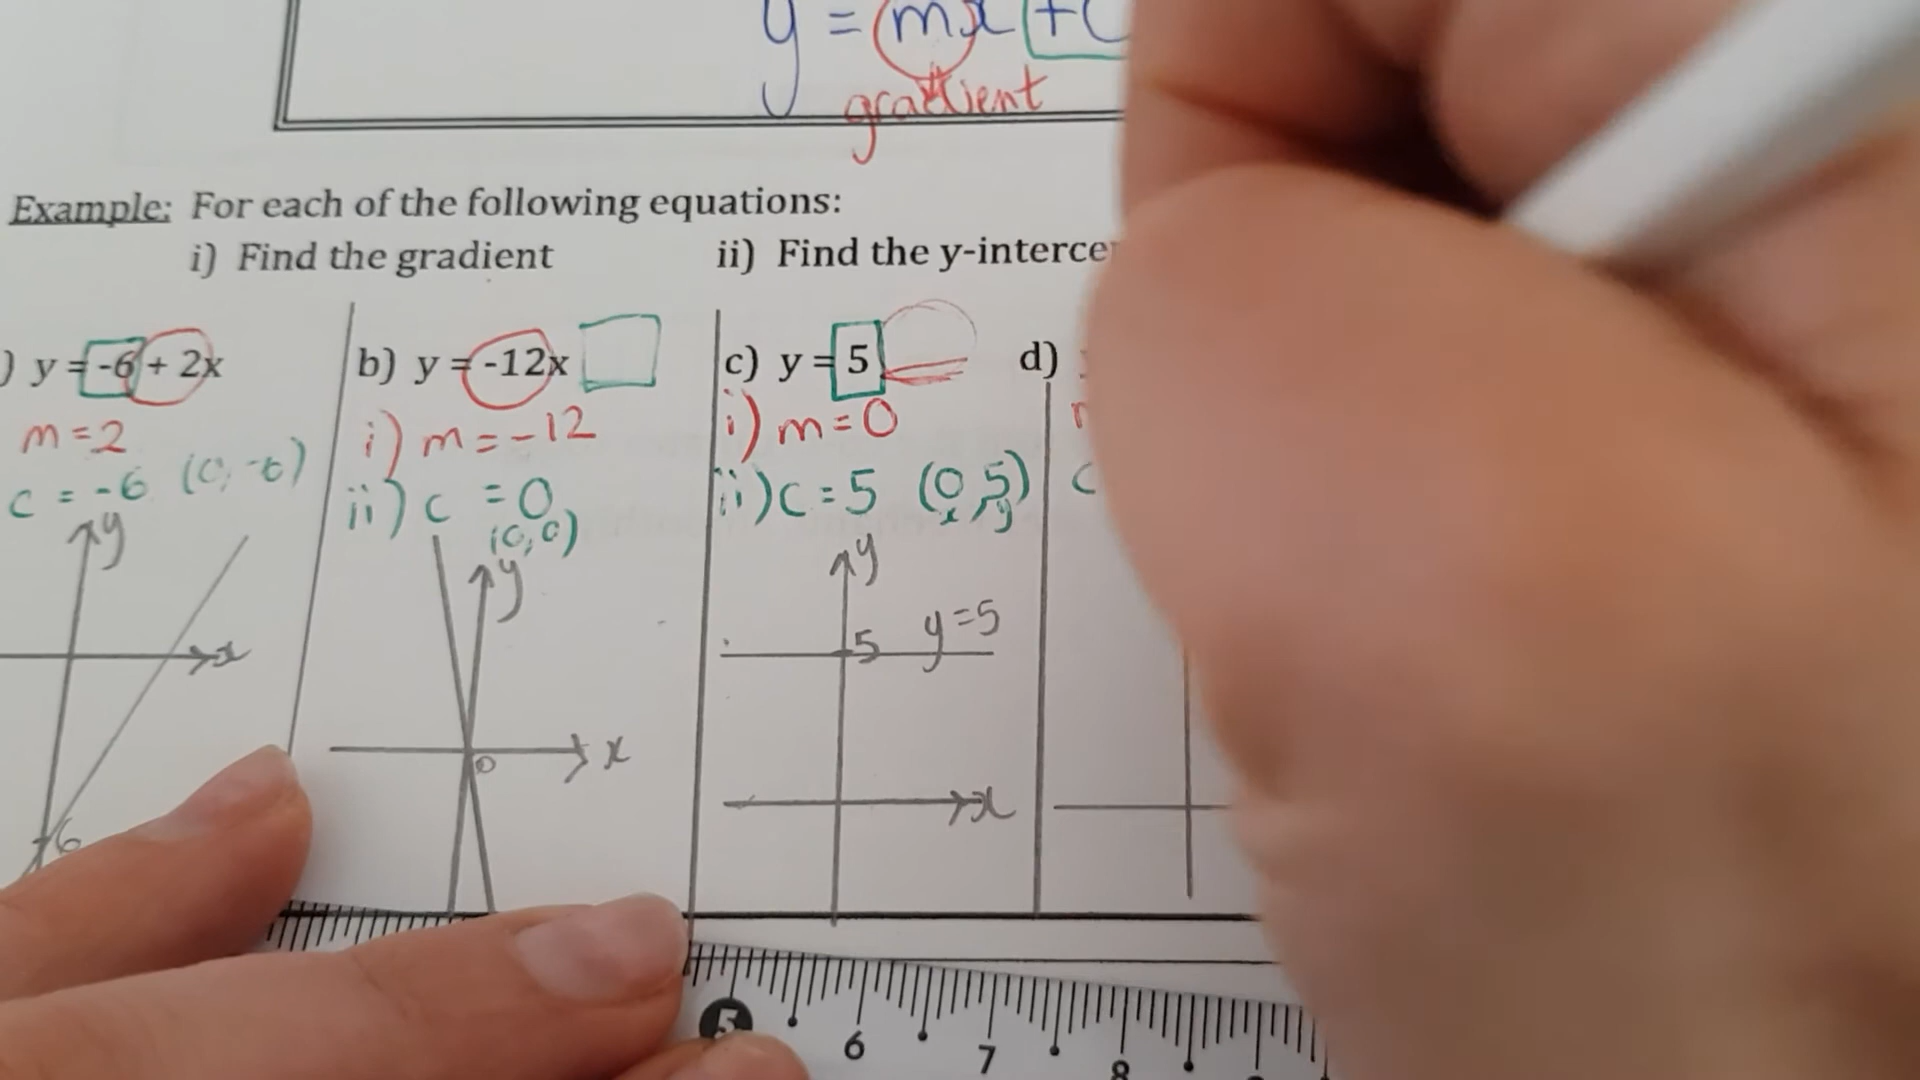 y = mx + c
gradient
Example: For each of the following equations:
i) Find the gradient
ii) Find the y-interce
) y = -6 + 2x
m = 2
c = -6 (0, -6)
y
x
-6
b) y = -12x
i) m = -12
ii) c = 0
(0, 0)
y
x
0
c) y = 5
i) m = 0
ii) c = 5 (0, 5)
x y
y
5 y = 5
x
d)
c
5 6 7 8